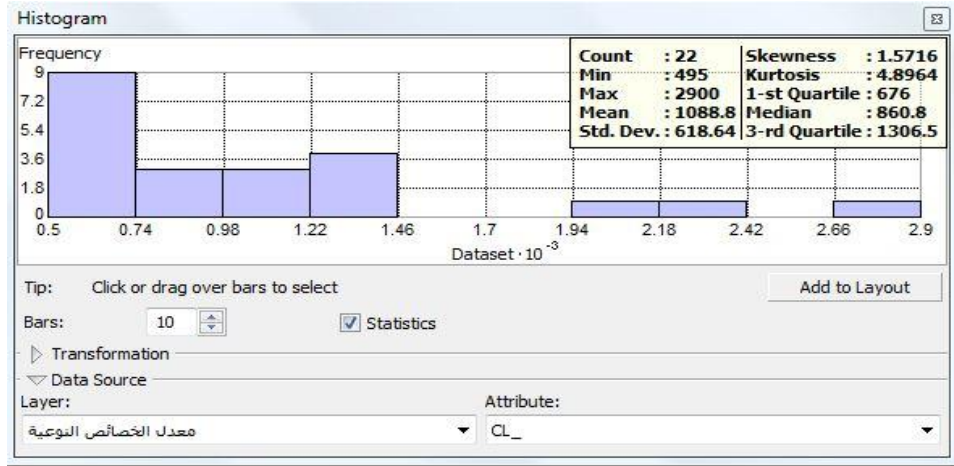 Histogram
Frequency
Count : 22 Skewness : 1.5716
Min : 495 Kurtosis : 4.8964
Max : 2900 1-st Quartile : 676
Mean : 1088.8 Median : 860.8
Std. Dev. : 618.64 3-rd Quartile : 1306.5
9
7.2
5.4
3.6
1.8
0
0.5 0.74 0.98 1.22 1.46 1.7 1.94 2.18 2.42 2.66 2.9
Dataset · 10⁻³
Tip: Click or drag over bars to select Add to Layout
Bars: 10 Statistics
Transformation
Data Source
Layer: Attribute:
معدل الخصائص النوعية CL_